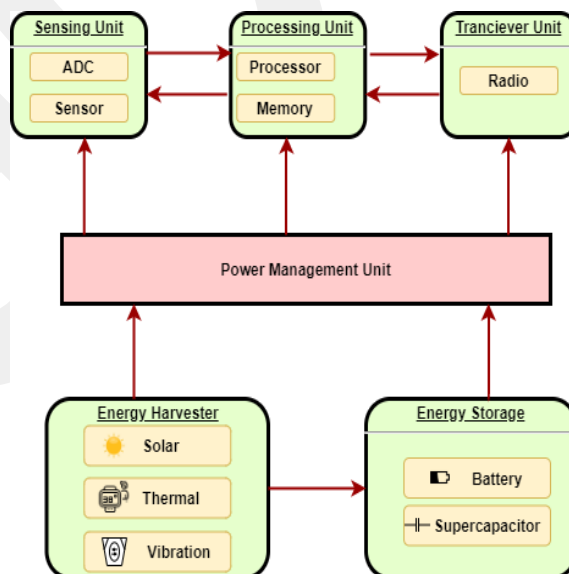 Sensing Unit
ADC
Sensor
Processing Unit
Processor
Memory
Tranciever Unit
Radio
Power Management Unit
Energy Harvester
Solar
Thermal
Vibration
Energy Storage
Battery
Supercapacitor